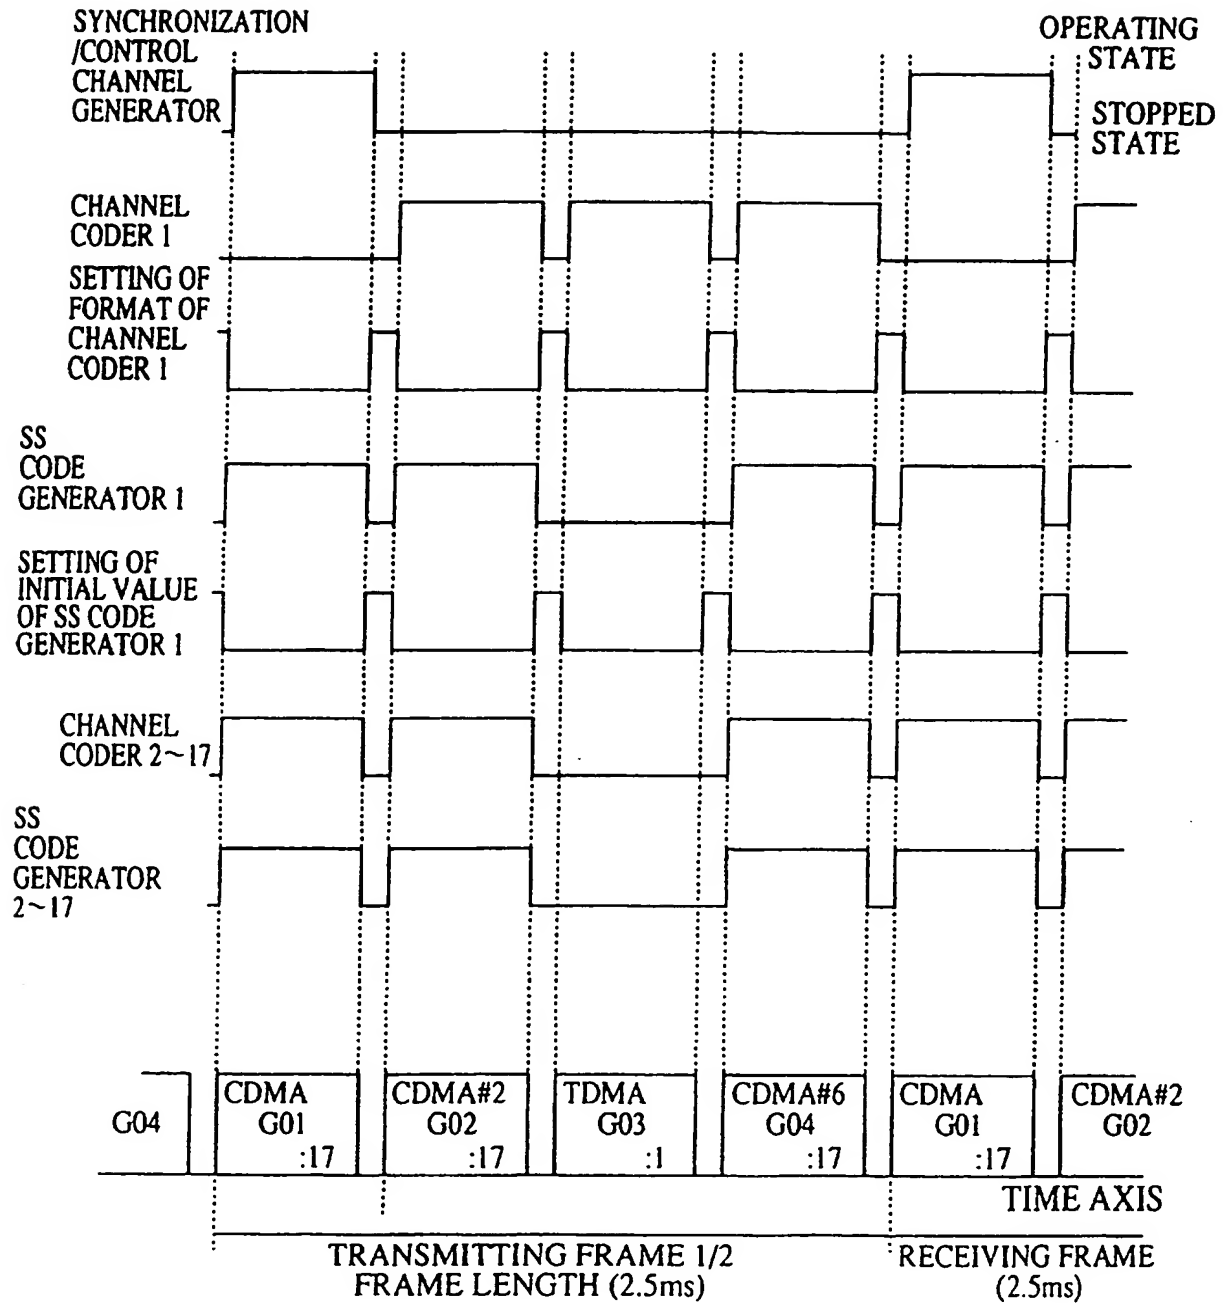 SYNCHRONIZATION
/CONTROL
CHANNEL
GENERATOR
OPERATING
STATE
STOPPED
STATE
CHANNEL
CODER 1
SETTING OF
FORMAT OF
CHANNEL
CODER 1
SS
CODE
GENERATOR 1
SETTING OF
INITIAL VALUE
OF SS CODE
GENERATOR 1
CHANNEL
CODER 2~17
SS
CODE
GENERATOR
2~17
G04
CDMA
G01
:17
CDMA#2
G02
:17
TDMA
G03
:1
CDMA#6
G04
:17
CDMA
G01
:17
CDMA#2
G02
TIME AXIS
TRANSMITTING FRAME 1/2
FRAME LENGTH (2.5ms)
RECEIVING FRAME
(2.5ms)